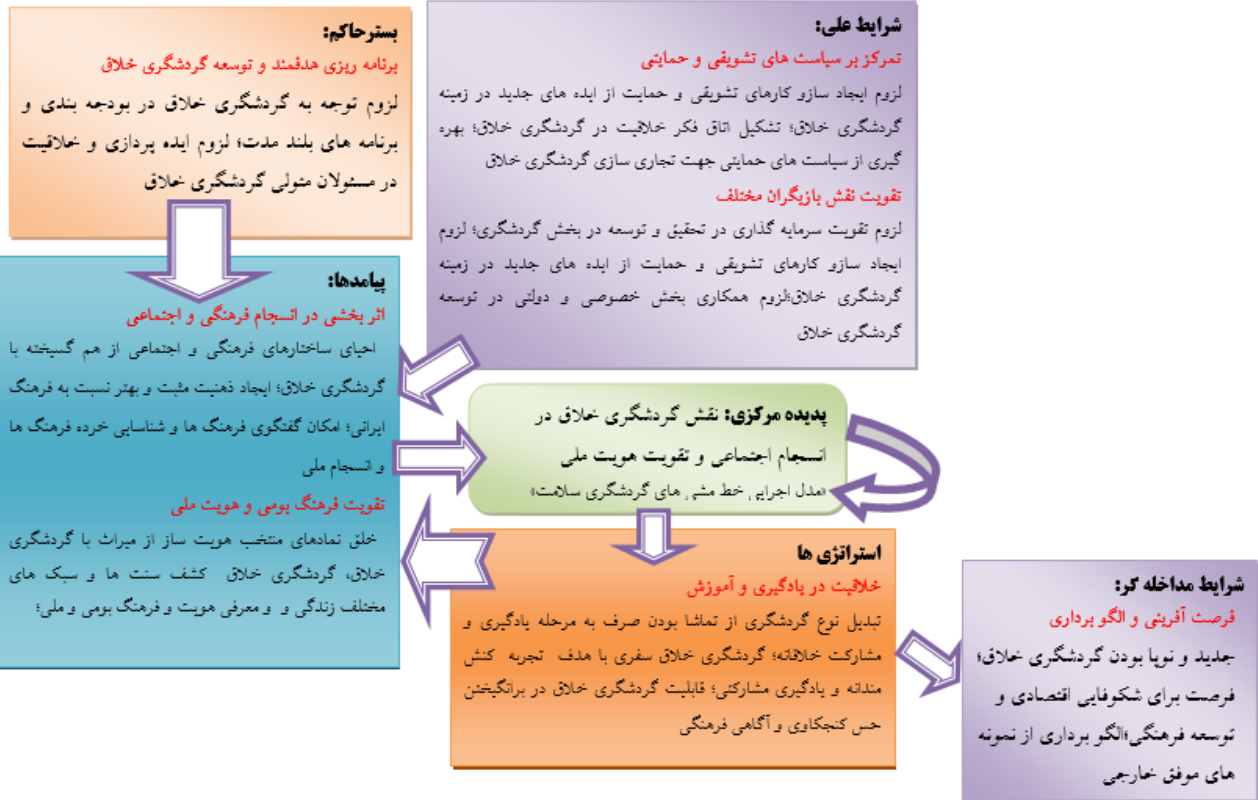 شرایط علی:
تمرکز بر سیاست های تشویقی و حمایتی
لزوم ایجاد سازو کارهای تشویقی و حمایت از ایده های جدید در زمینه
گردشگری خلاق؛ تشکیل اتاق فکر خلاقیت در گردشگری خلاق؛ بهره
گیری از سیاست های حمایتی جهت تجاری سازی گردشگری خلاق
تقویت نقش بازیگران مختلف
لزوم تقویت سرمایه گذاری در تحقیق و توسعه در بخش گردشگری؛ لزوم
ایجاد سازو کارهای تشویقی و حمایت از ایده های جدید در زمینه
گردشگری خلاق؛لزوم همکاری بخش خصوصی و دولتی در توسعه
گردشگری خلاق
بسترحاکم:
برنامه ریزی هدفمند و توسعه گردشگری خلاق
لزوم توجه به گردشگری خلاق در بودجه بندی و
برنامه های بلند مدت؛ لزوم ایده پردازی و خلاقیت
در مسئولان متولی گردشگری خلاق
پیامدها:
اثر بخشی در انسجام فرهنگی و اجتماعی
احیای ساختارهای فرهنگی و اجتماعی از هم گسیخته با
گردشگری خلاق؛ ایجاد ذهنیت مثبت و بهتر نسبت به فرهنگ
ایرانی؛ امکان گفتگوی فرهنگ ها و شناسایی خرده فرهنگ ها
و انسجام ملی
تقویت فرهنگ بومی و هویت ملی
خلق نمادهای منتخب هویت ساز از میراث با گردشگری
خلاق، گردشگری خلاق کشف سنت ها و سبک های
مختلف زندگی و و معرفی هویت و فرهنگ بومی و ملی؛
پدیده مرکزی: نقش گردشگری خلاق در
انسجام اجتماعی و تقویت هویت ملی
«مدل اجرایی خط مشی های گردشگری سلامت»
استراتژی ها
خلاقیت در یادگیری و آموزش
تبدیل نوع گردشگری از تماشا بودن صرف به مرحله یادگیری و
مشارکت خلاقانه؛ گردشگری خلاق سفری با هدف تجربه کنش
مندانه و یادگیری مشارکتی؛ قابلیت گردشگری خلاق در برانگیختن
حس کنجکاوی و آگاهی فرهنگی
شرایط مداخله گر:
فرصت آفرینی و الگو برداری
جدید و نوپا بودن گردشگری خلاق؛
فرصت برای شکوفایی اقتصادی و
توسعه فرهنگی؛الگو برداری از نمونه
های موفق خارجی